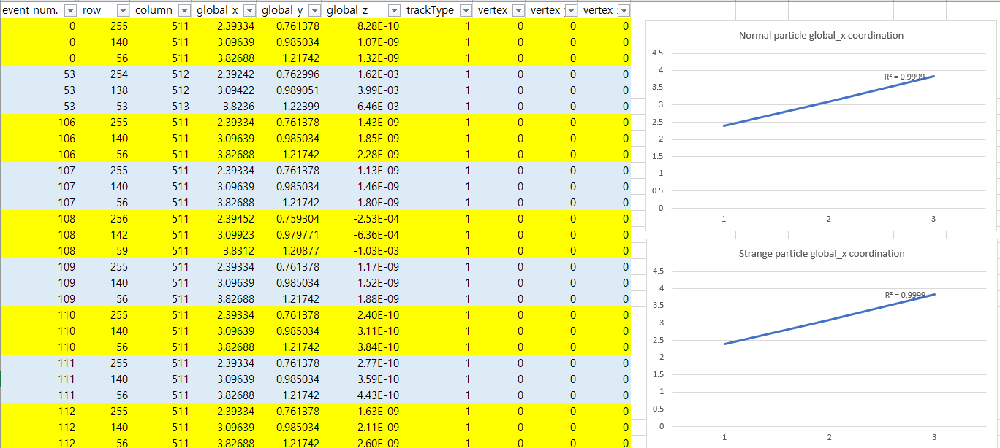 event num. row column global_x global_y global_z trackType vertex_ vertex_ vertex_
0 255 511 2.39334 0.761378 8.28E-10 1 0 0 0
0 140 511 3.09639 0.985034 1.07E-09 1 0 0 0
0 56 511 3.82688 1.21742 1.32E-09 1 0 0 0
53 254 512 2.39242 0.762996 1.62E-03 1 0 0 0
53 138 512 3.09422 0.989051 3.99E-03 1 0 0 0
53 53 513 3.8236 1.22399 6.46E-03 1 0 0 0
106 255 511 2.39334 0.761378 1.43E-09 1 0 0 0
106 140 511 3.09639 0.985034 1.85E-09 1 0 0 0
106 56 511 3.82688 1.21742 2.28E-09 1 0 0 0
107 255 511 2.39334 0.761378 1.13E-09 1 0 0 0
107 140 511 3.09639 0.985034 1.46E-09 1 0 0 0
107 56 511 3.82688 1.21742 1.80E-09 1 0 0 0
108 256 511 2.39452 0.759304 -2.53E-04 1 0 0 0
108 142 511 3.09923 0.979771 -6.36E-04 1 0 0 0
108 59 511 3.8312 1.20877 -1.03E-03 1 0 0 0
109 255 511 2.39334 0.761378 1.17E-09 1 0 0 0
109 140 511 3.09639 0.985034 1.52E-09 1 0 0 0
109 56 511 3.82688 1.21742 1.88E-09 1 0 0 0
110 255 511 2.39334 0.761378 2.40E-10 1 0 0 0
110 140 511 3.09639 0.985034 3.11E-10 1 0 0 0
110 56 511 3.82688 1.21742 3.84E-10 1 0 0 0
111 255 511 2.39334 0.761378 2.77E-10 1 0 0 0
111 140 511 3.09639 0.985034 3.59E-10 1 0 0 0
111 56 511 3.82688 1.21742 4.43E-10 1 0 0 0
112 255 511 2.39334 0.761378 1.63E-09 1 0 0 0
112 140 511 3.09639 0.985034 2.11E-09 1 0 0 0
112 56 511 3.82688 1.21742 2.60E-09 1 0 0 0
Normal particle global_x coordination
4.5
4
R² = 0.9999
3.5
3
2.5
2
1.5
1
0.5
0
1 2 3
Strange particle global_x coordination
4.5
4
R² = 0.9999
3.5
3
2.5
2
1.5
1
0.5
0
1 2 3